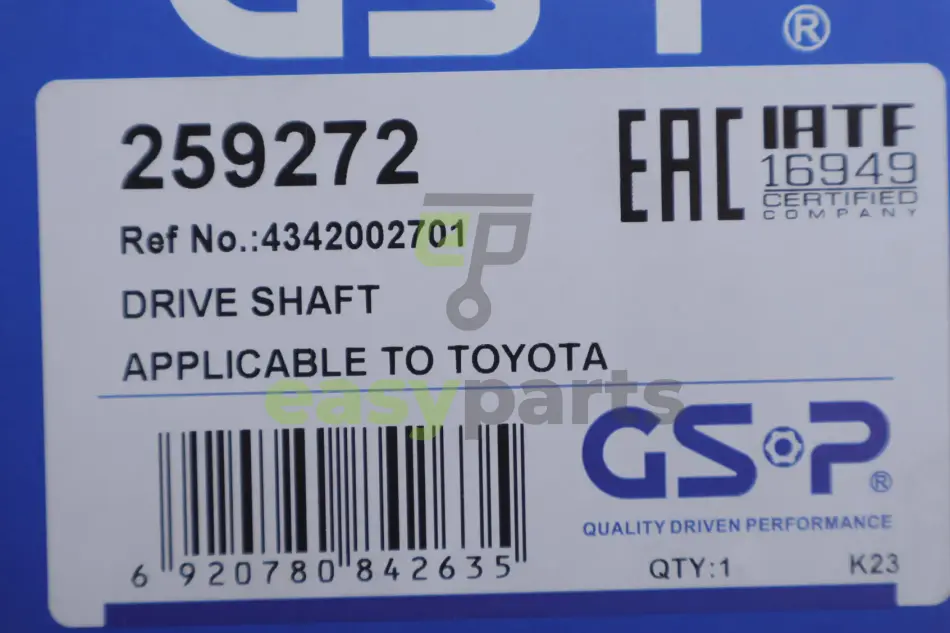 GSP®
259272
EAC
IATF
16949
CERTIFIED
COMPANY
Ref No.:4342002701
DRIVE SHAFT
APPLICABLE TO TOYOTA
easyparts
GSP®
QUALITY DRIVEN PERFORMANCE
6 920780 842635
QTY:1
K23